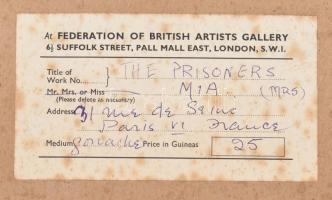 At FEDERATION OF BRITISH ARTISTS GALLERY
6½ SUFFOLK STREET, PALL MALL EAST, LONDON, S.W.1.
Title of Work No. THE PRISONERS
Mr. Mrs. or Miss MIA (MRS)
(Please delete as necessary)
Address 31 rue de Seine
Paris VI France
Medium gouache Price in Guineas 25